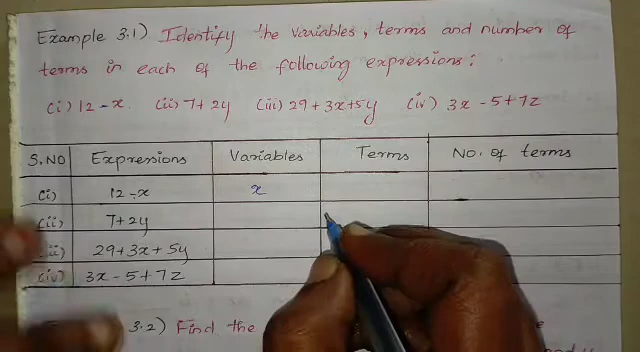 Example 3.1) Identify the variables, terms and number of
terms in each of the following expressions:
(i) 12 - x (ii) 7 + 2y (iii) 29 + 3x + 5y (iv) 3x - 5 + 7z
S.NO Expressions Variables Terms NO. of terms
(i) 12 - x x
(ii) 7 + 2y
(iii) 29 + 3x + 5y
(iv) 3x - 5 + 7z
3.2) Find the